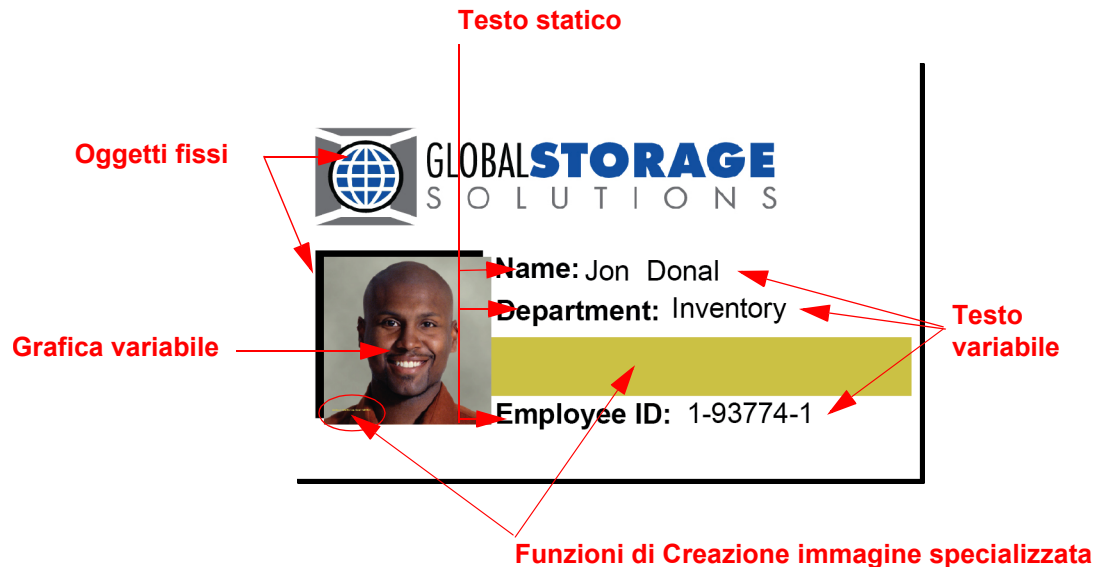 Testo statico
Oggetti fissi
GLOBALSTORAGE
SOLUTIONS
Name: Jon Donal
Department: Inventory
Testo
variabile
Grafica variabile
Employee ID: 1-93774-1
Funzioni di Creazione immagine specializzata